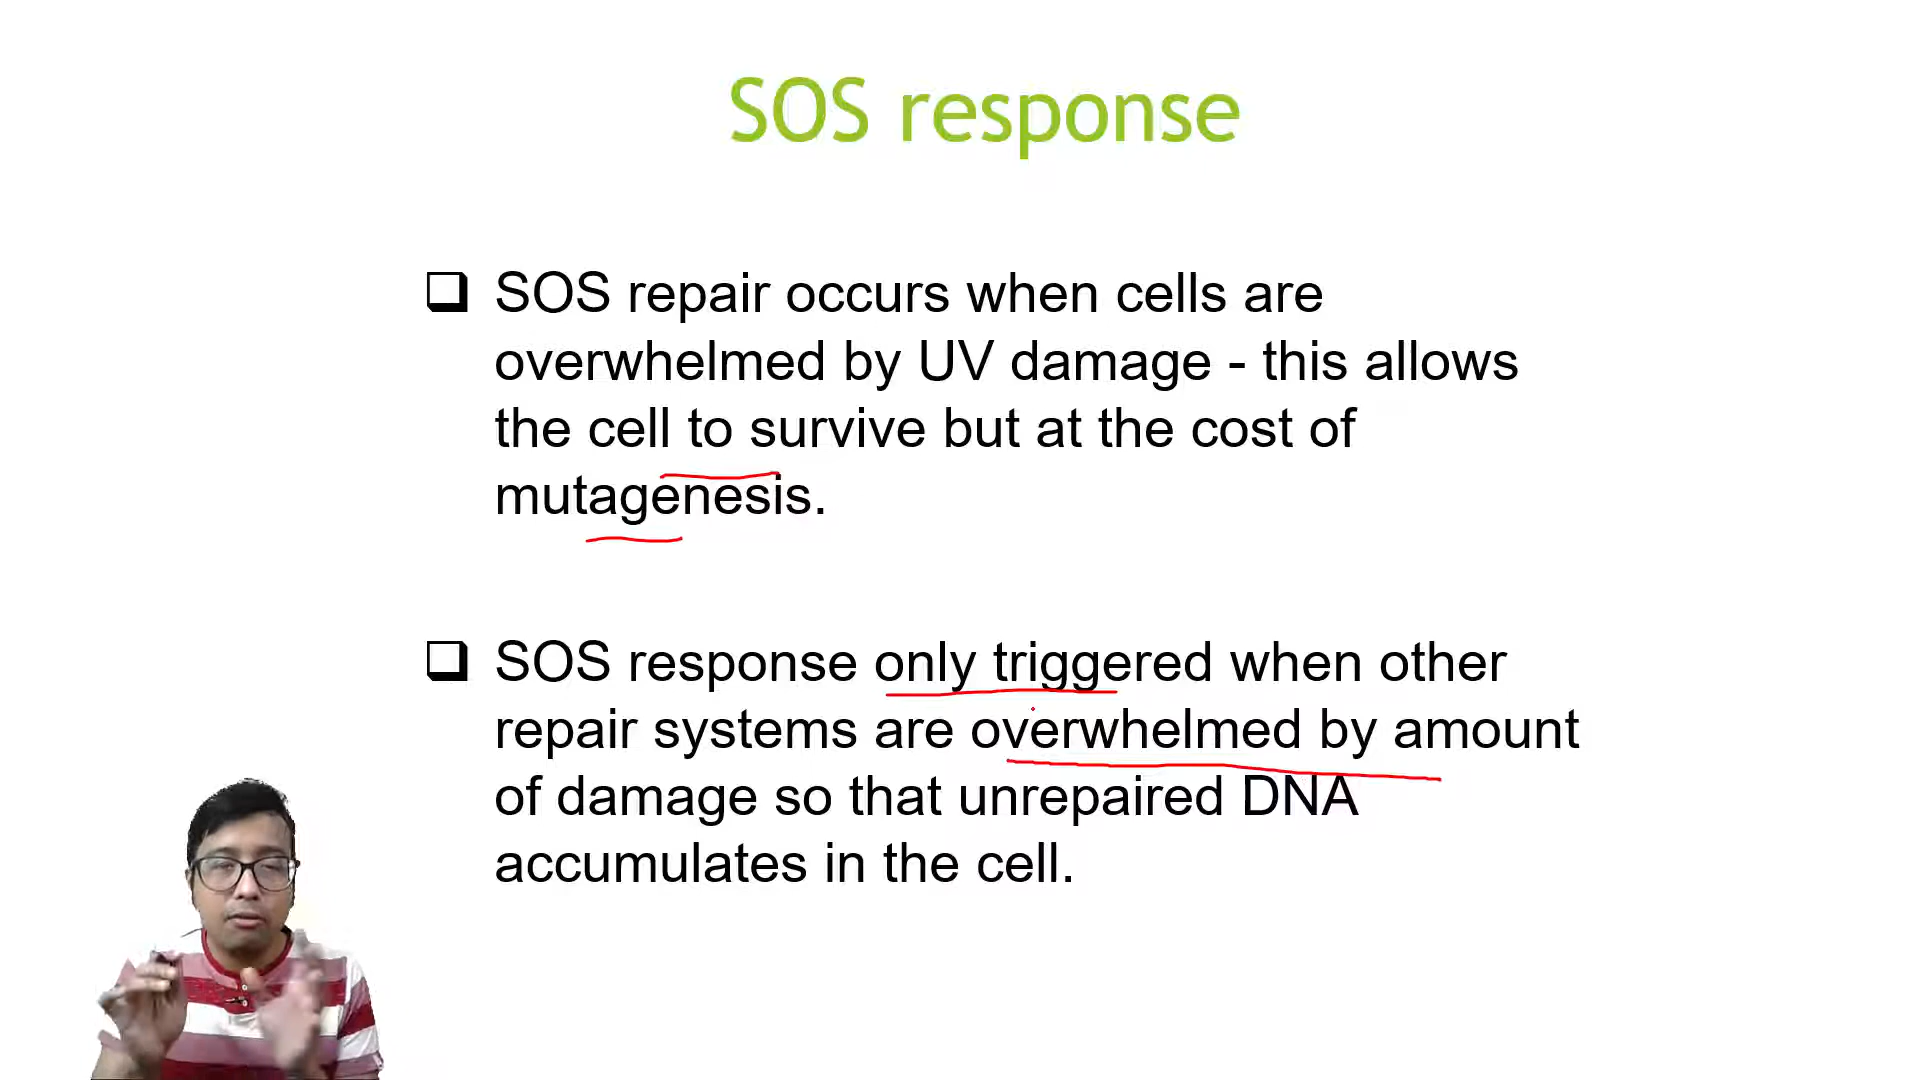 SOS response
SOS repair occurs when cells are
overwhelmed by UV damage - this allows
the cell to survive but at the cost of
mutagenesis.
SOS response only triggered when other
repair systems are overwhelmed by amount
of damage so that unrepaired DNA
accumulates in the cell.